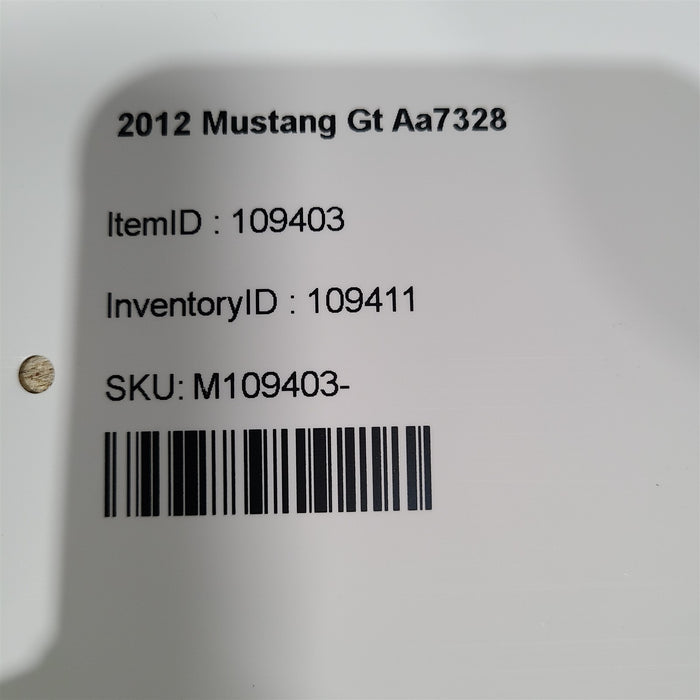 2012 Mustang Gt Aa7328
ItemID : 109403
InventoryID : 109411
SKU: M109403-